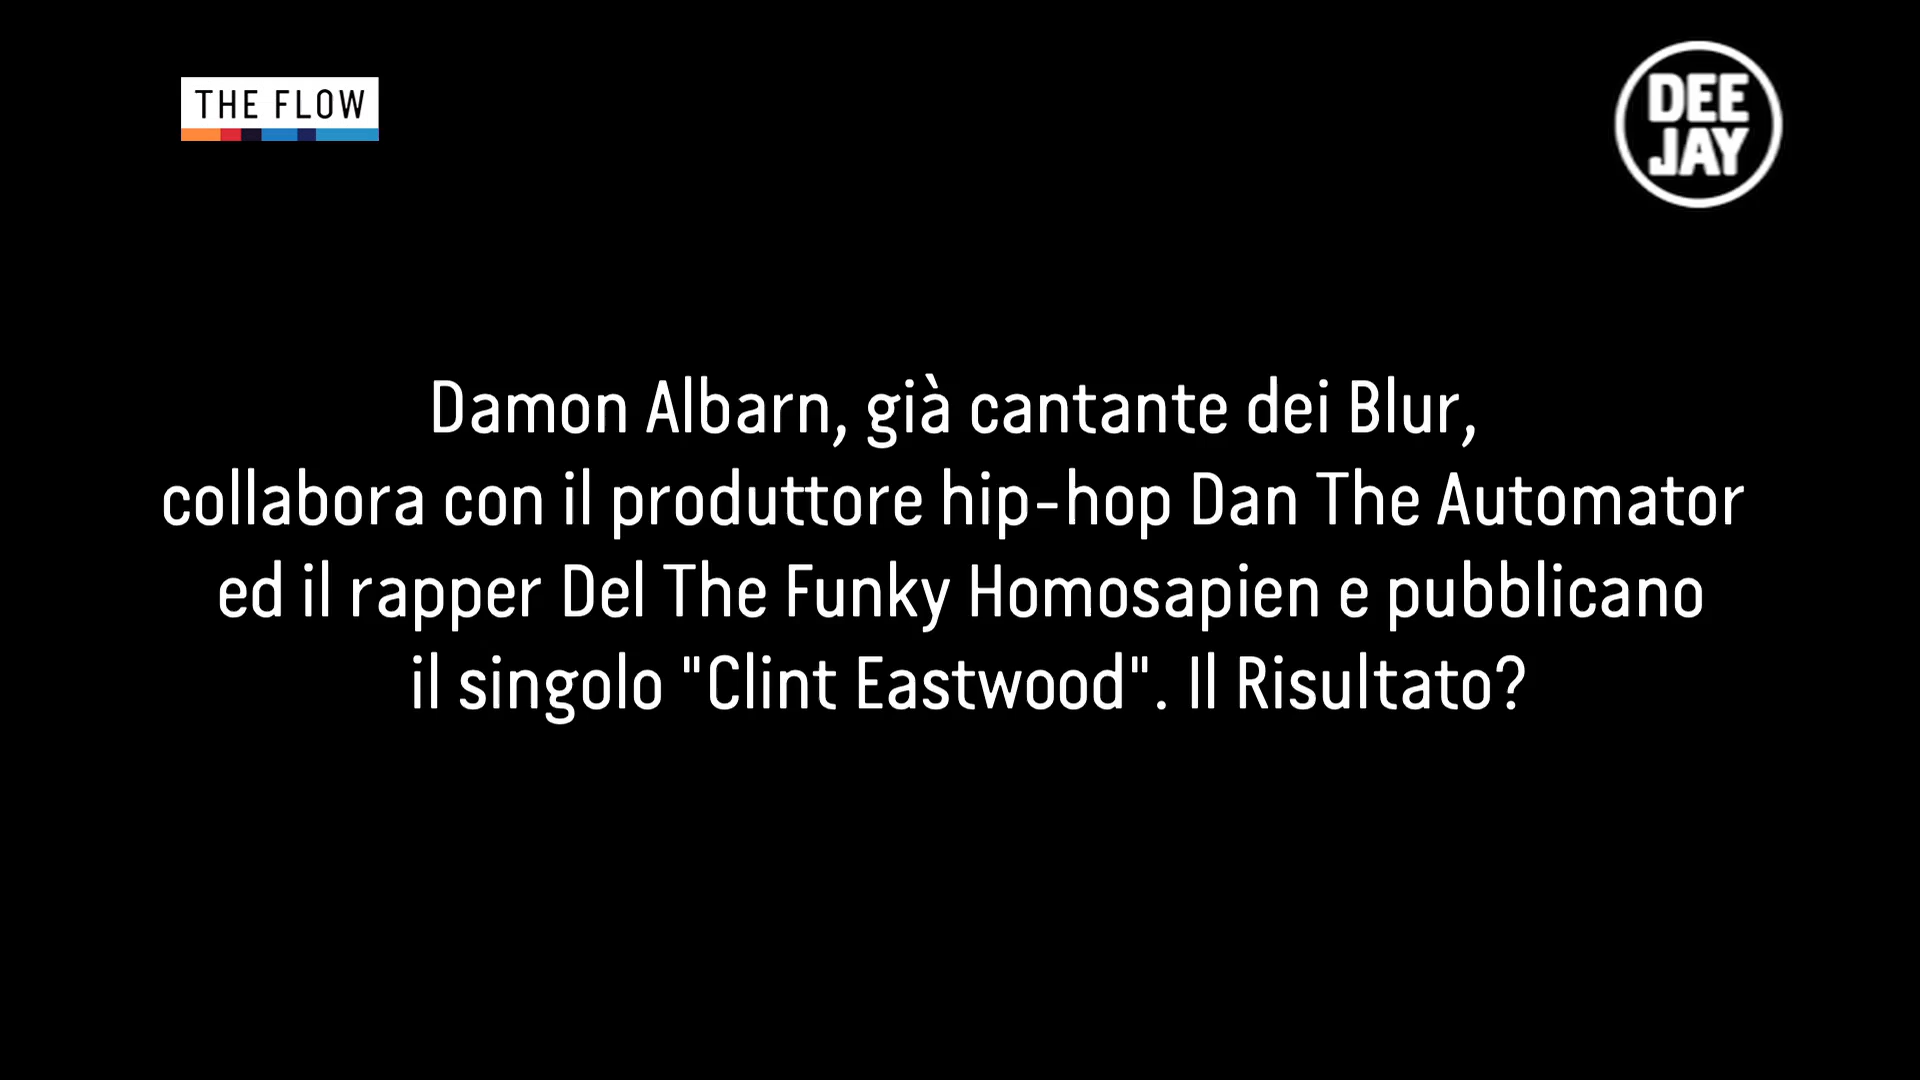 THE FLOW
DEE
JAY
Damon Albarn, già cantante dei Blur,
collabora con il produttore hip-hop Dan The Automator
ed il rapper Del The Funky Homosapien e pubblicano
il singolo "Clint Eastwood". Il Risultato?